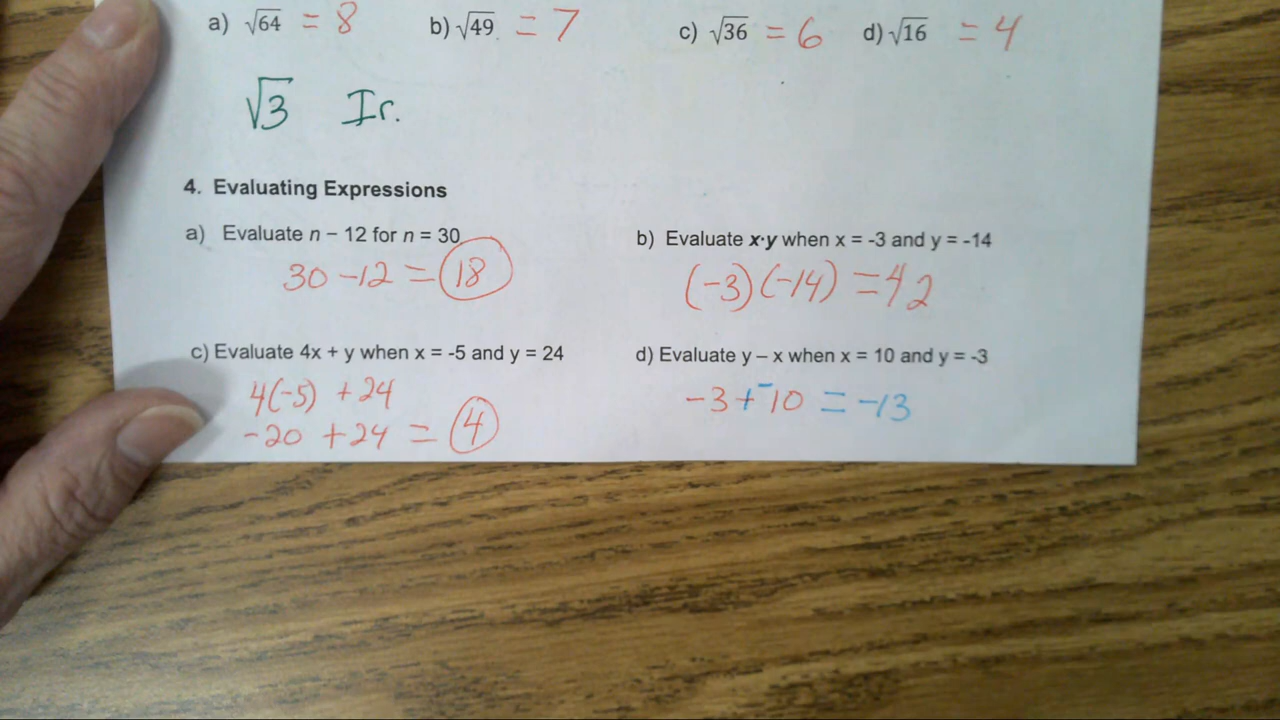 a) √64 = 8 b) √49 = 7 c) √36 = 6 d) √16 = 4
√3 Ir.
4. Evaluating Expressions
a) Evaluate n − 12 for n = 30 b) Evaluate x·y when x = -3 and y = -14
30 - 12 = 18 (-3)(-14) = 42
c) Evaluate 4x + y when x = -5 and y = 24 d) Evaluate y – x when x = 10 and y = -3
4(-5) + 24 -3 + -10 = -13
-20 + 24 = 4